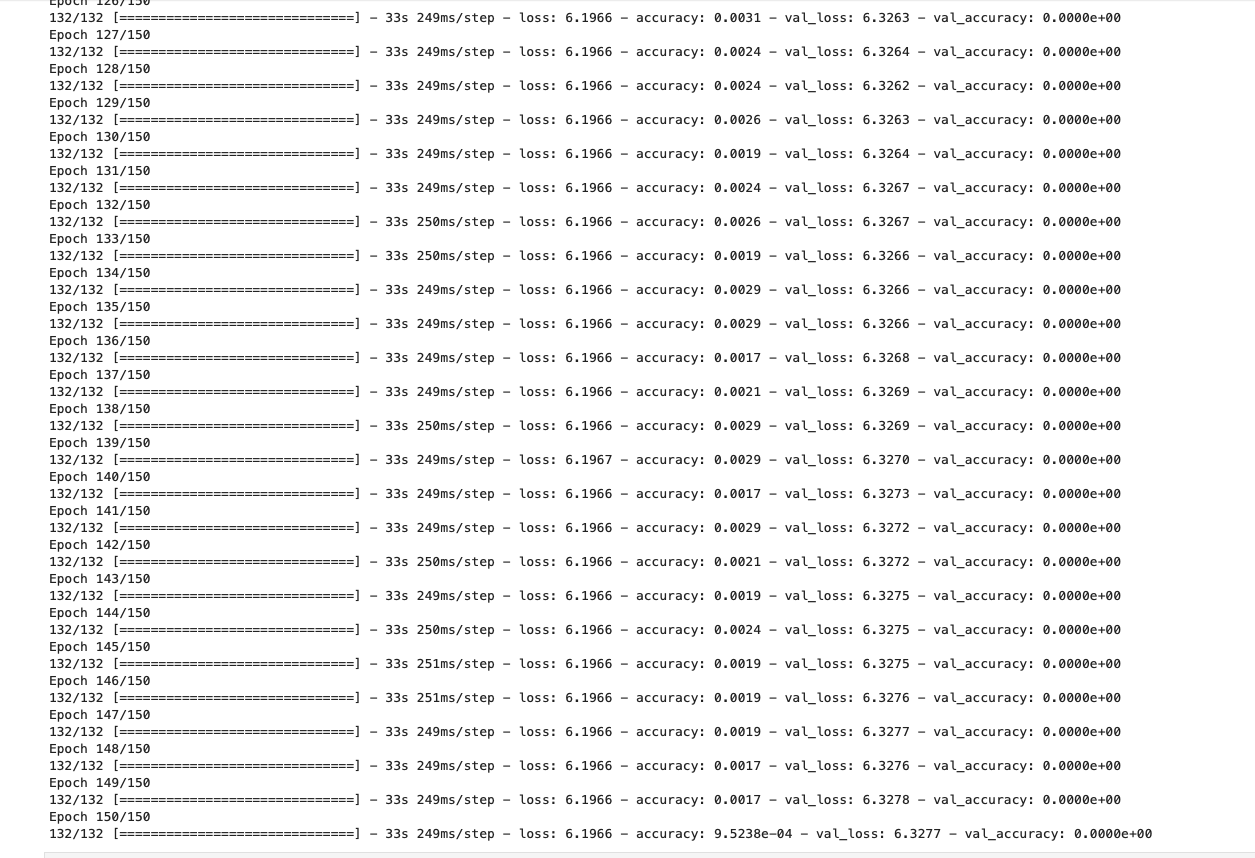 Epoch 126/150
132/132 [==============================] - 33s 249ms/step - loss: 6.1966 - accuracy: 0.0031 - val_loss: 6.3263 - val_accuracy: 0.0000e+00
Epoch 127/150
132/132 [==============================] - 33s 249ms/step - loss: 6.1966 - accuracy: 0.0024 - val_loss: 6.3264 - val_accuracy: 0.0000e+00
Epoch 128/150
132/132 [==============================] - 33s 249ms/step - loss: 6.1966 - accuracy: 0.0024 - val_loss: 6.3262 - val_accuracy: 0.0000e+00
Epoch 129/150
132/132 [==============================] - 33s 249ms/step - loss: 6.1966 - accuracy: 0.0026 - val_loss: 6.3263 - val_accuracy: 0.0000e+00
Epoch 130/150
132/132 [==============================] - 33s 249ms/step - loss: 6.1966 - accuracy: 0.0019 - val_loss: 6.3264 - val_accuracy: 0.0000e+00
Epoch 131/150
132/132 [==============================] - 33s 249ms/step - loss: 6.1966 - accuracy: 0.0024 - val_loss: 6.3267 - val_accuracy: 0.0000e+00
Epoch 132/150
132/132 [==============================] - 33s 250ms/step - loss: 6.1966 - accuracy: 0.0026 - val_loss: 6.3267 - val_accuracy: 0.0000e+00
Epoch 133/150
132/132 [==============================] - 33s 250ms/step - loss: 6.1966 - accuracy: 0.0019 - val_loss: 6.3266 - val_accuracy: 0.0000e+00
Epoch 134/150
132/132 [==============================] - 33s 249ms/step - loss: 6.1966 - accuracy: 0.0029 - val_loss: 6.3266 - val_accuracy: 0.0000e+00
Epoch 135/150
132/132 [==============================] - 33s 249ms/step - loss: 6.1966 - accuracy: 0.0029 - val_loss: 6.3266 - val_accuracy: 0.0000e+00
Epoch 136/150
132/132 [==============================] - 33s 249ms/step - loss: 6.1966 - accuracy: 0.0017 - val_loss: 6.3268 - val_accuracy: 0.0000e+00
Epoch 137/150
132/132 [==============================] - 33s 249ms/step - loss: 6.1966 - accuracy: 0.0021 - val_loss: 6.3269 - val_accuracy: 0.0000e+00
Epoch 138/150
132/132 [==============================] - 33s 250ms/step - loss: 6.1966 - accuracy: 0.0029 - val_loss: 6.3269 - val_accuracy: 0.0000e+00
Epoch 139/150
132/132 [==============================] - 33s 249ms/step - loss: 6.1967 - accuracy: 0.0029 - val_loss: 6.3270 - val_accuracy: 0.0000e+00
Epoch 140/150
132/132 [==============================] - 33s 249ms/step - loss: 6.1966 - accuracy: 0.0017 - val_loss: 6.3273 - val_accuracy: 0.0000e+00
Epoch 141/150
132/132 [==============================] - 33s 249ms/step - loss: 6.1966 - accuracy: 0.0029 - val_loss: 6.3272 - val_accuracy: 0.0000e+00
Epoch 142/150
132/132 [==============================] - 33s 250ms/step - loss: 6.1966 - accuracy: 0.0021 - val_loss: 6.3272 - val_accuracy: 0.0000e+00
Epoch 143/150
132/132 [==============================] - 33s 249ms/step - loss: 6.1966 - accuracy: 0.0019 - val_loss: 6.3275 - val_accuracy: 0.0000e+00
Epoch 144/150
132/132 [==============================] - 33s 250ms/step - loss: 6.1966 - accuracy: 0.0024 - val_loss: 6.3275 - val_accuracy: 0.0000e+00
Epoch 145/150
132/132 [==============================] - 33s 251ms/step - loss: 6.1966 - accuracy: 0.0019 - val_loss: 6.3275 - val_accuracy: 0.0000e+00
Epoch 146/150
132/132 [==============================] - 33s 251ms/step - loss: 6.1966 - accuracy: 0.0019 - val_loss: 6.3276 - val_accuracy: 0.0000e+00
Epoch 147/150
132/132 [==============================] - 33s 249ms/step - loss: 6.1966 - accuracy: 0.0019 - val_loss: 6.3277 - val_accuracy: 0.0000e+00
Epoch 148/150
132/132 [==============================] - 33s 249ms/step - loss: 6.1966 - accuracy: 0.0017 - val_loss: 6.3276 - val_accuracy: 0.0000e+00
Epoch 149/150
132/132 [==============================] - 33s 249ms/step - loss: 6.1966 - accuracy: 0.0017 - val_loss: 6.3278 - val_accuracy: 0.0000e+00
Epoch 150/150
132/132 [==============================] - 33s 249ms/step - loss: 6.1966 - accuracy: 9.5238e-04 - val_loss: 6.3277 - val_accuracy: 0.0000e+00